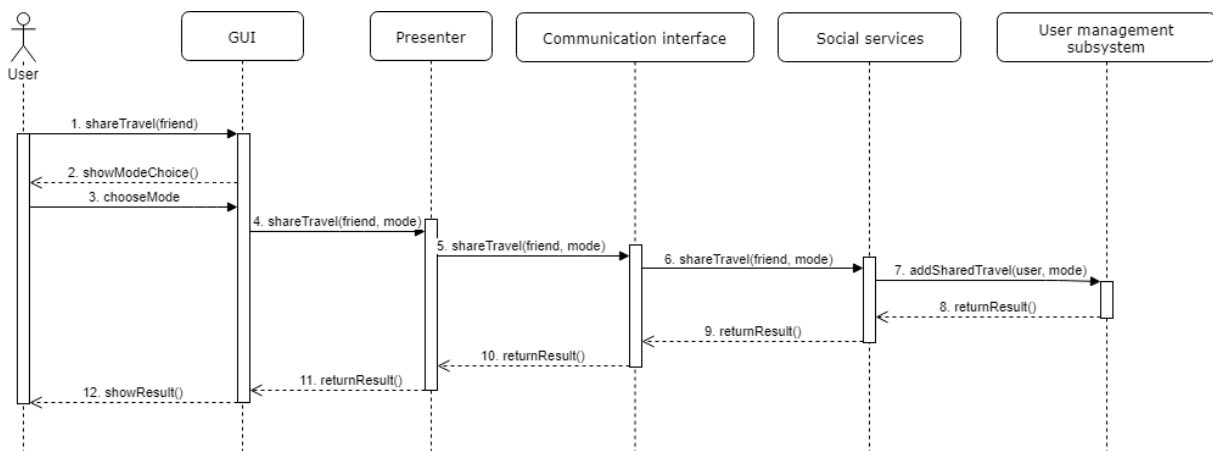 User
GUI
Presenter
Communication interface
Social services
User management
subsystem
1. shareTravel(friend)
2. showModeChoice()
3. chooseMode
4. shareTravel(friend, mode)
5. shareTravel(friend, mode)
6. shareTravel(friend, mode)
7. addSharedTravel(user, mode)
8. returnResult()
9. returnResult()
10. returnResult()
11. returnResult()
12. showResult()